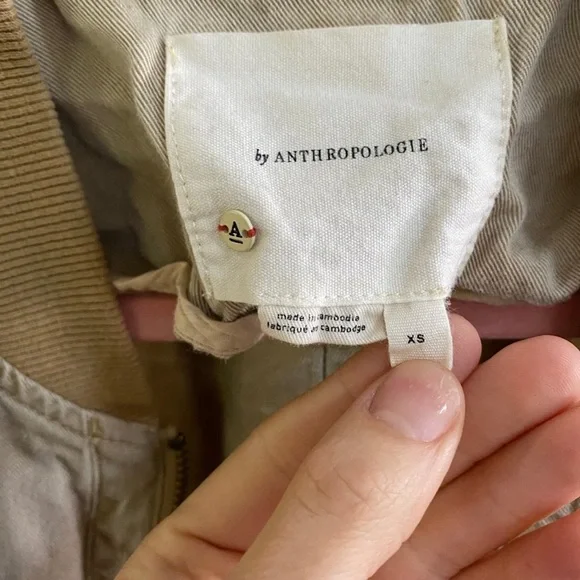 by ANTHROPOLOGIE
A
made in cambodia
fabriqué au cambodge
XS